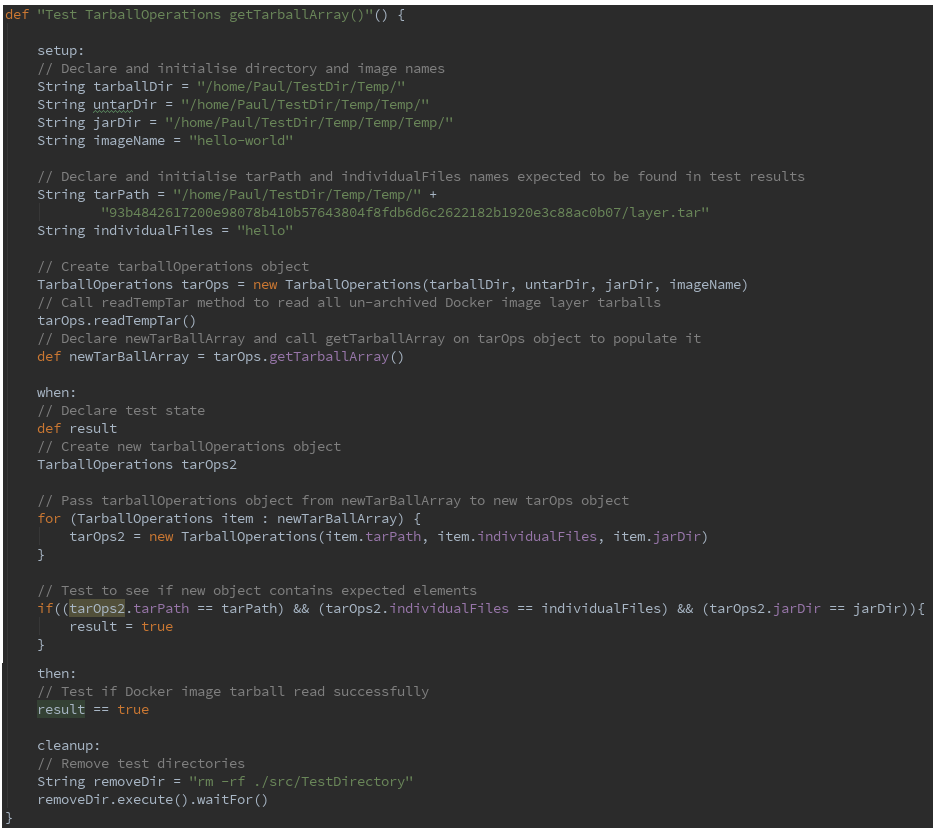 def "Test TarballOperations getTarballArray()"() {
setup:
// Declare and initialise directory and image names
String tarballDir = "/home/Paul/TestDir/Temp/"
String untarDir = "/home/Paul/TestDir/Temp/Temp/"
String jarDir = "/home/Paul/TestDir/Temp/Temp/Temp/"
String imageName = "hello-world"
// Declare and initialise tarPath and individualFiles names expected to be found in test results
String tarPath = "/home/Paul/TestDir/Temp/Temp/" +
"93b4842617200e98078b410b57643804f8fdb6d6c2622182b1920e3c88ac0b07/layer.tar"
String individualFiles = "hello"
// Create tarballOperations object
TarballOperations tarOps = new TarballOperations(tarballDir, untarDir, jarDir, imageName)
// Call readTempTar method to read all un-archived Docker image layer tarballs
tarOps.readTempTar()
// Declare newTarBallArray and call getTarballArray on tarOps object to populate it
def newTarBallArray = tarOps.getTarballArray()
when:
// Declare test state
def result
// Create new tarballOperations object
TarballOperations tarOps2
// Pass tarballOperations object from newTarBallArray to new tarOps object
for (TarballOperations item : newTarBallArray) {
tarOps2 = new TarballOperations(item.tarPath, item.individualFiles, item.jarDir)
}
// Test to see if new object contains expected elements
if((tarOps2.tarPath == tarPath) && (tarOps2.individualFiles == individualFiles) && (tarOps2.jarDir == jarDir)){
result = true
}
then:
// Test if Docker image tarball read successfully
result == true
cleanup:
// Remove test directories
String removeDir = "rm -rf ./src/TestDirectory"
removeDir.execute().waitFor()
}